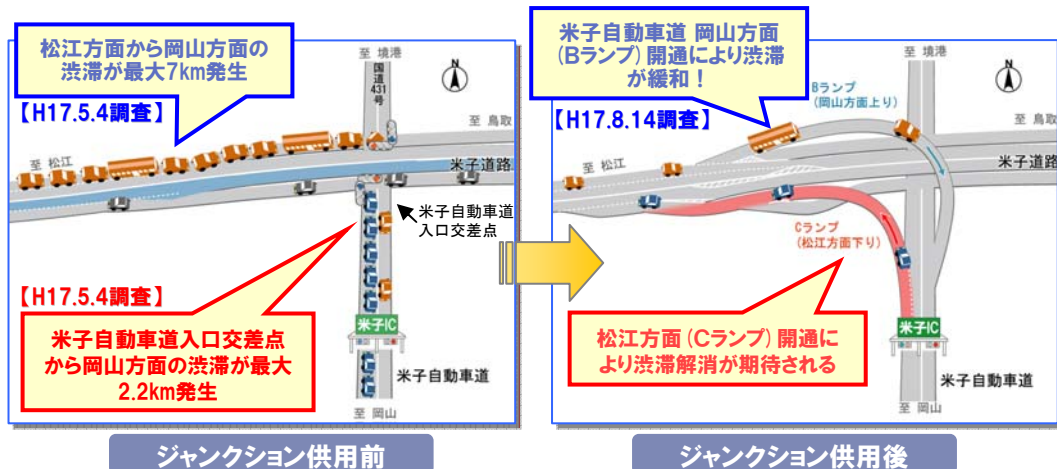 松江方面から岡山方面の
渋滞が最大7km発生
【H17.5.4調査】
至 境港
国道431号
N
至 鳥取
至 松江
米子道路
米子自動車道
入口交差点
【H17.5.4調査】
米子自動車道入口交差点
から岡山方面の渋滞が最大
2.2km発生
米子IC
米子自動車道
至 岡山
ジャンクション供用前
米子自動車道 岡山方面
(Bランプ)開通により渋滞
が緩和!
【H17.8.14調査】
至 境港
N
Bランプ
(岡山方面上り)
至 鳥取
至 松江
米子道路
Cランプ
(松江方面下り)
松江方面(Cランプ)開通に
より渋滞解消が期待される
米子IC
米子自動車道
至 岡山
ジャンクション供用後